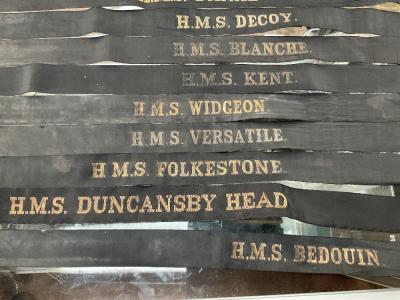 H.M.S. DECOY.
H.M.S. BLANCHE.
H.M.S. KENT.
H.M.S. WIDGEON.
H.M.S. VERSATILE.
H.M.S. FOLKESTONE.
H.M.S. DUNCANSBY HEAD
H.M.S. BEDOUIN.